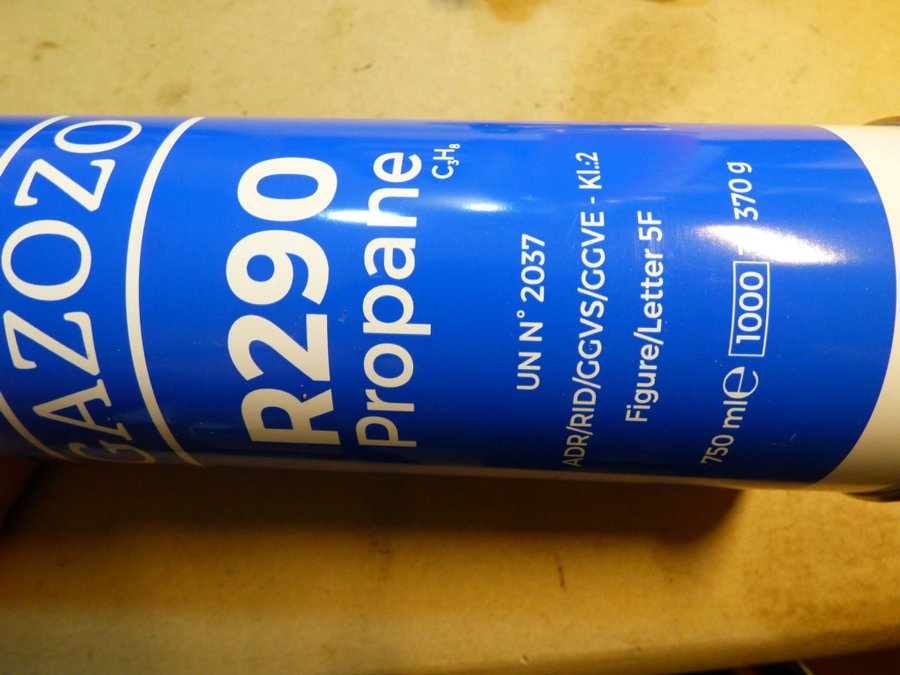 GAZOZO
R290
Propane
C₃H₈
UN N° 2037
ADR/RID/GGVS/GGVE - Kl.:2
Figure/Letter 5F
750 ml℮ 1000 - 370 g